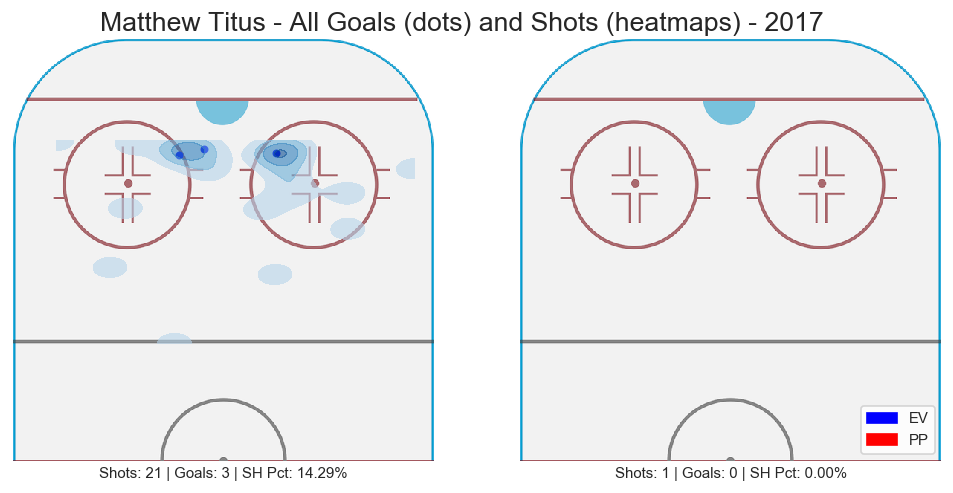 Matthew Titus - All Goals (dots) and Shots (heatmaps) - 2017
EV
PP
Shots: 21 | Goals: 3 | SH Pct: 14.29%
Shots: 1 | Goals: 0 | SH Pct: 0.00%